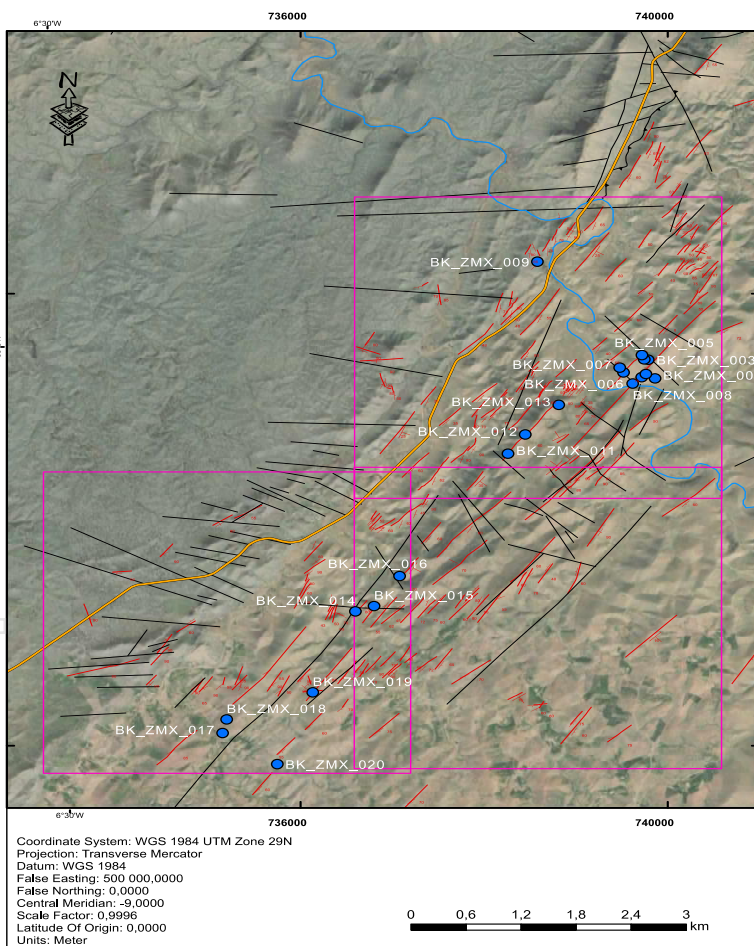 736000
740000
6°30'W
N
BK_ZMX_009
BK_ZMX_005
BK_ZMX_003
BK_ZMX_007
BK_ZMX_00
BK_ZMX_006
BK_ZMX_008
BK_ZMX_013
BK_ZMX_012
BK_ZMX_011
BK_ZMX_016
BK_ZMX_014
BK_ZMX_015
BK_ZMX_019
BK_ZMX_018
BK_ZMX_017
BK_ZMX_020
6°30'W
736000
740000
Coordinate System: WGS 1984 UTM Zone 29N
Projection: Transverse Mercator
Datum: WGS 1984
False Easting: 500 000,0000
False Northing: 0,0000
Central Meridian: -9,0000
Scale Factor: 0,9996
Latitude Of Origin: 0,0000
Units: Meter
0 0,6 1,2 1,8 2,4 3 km